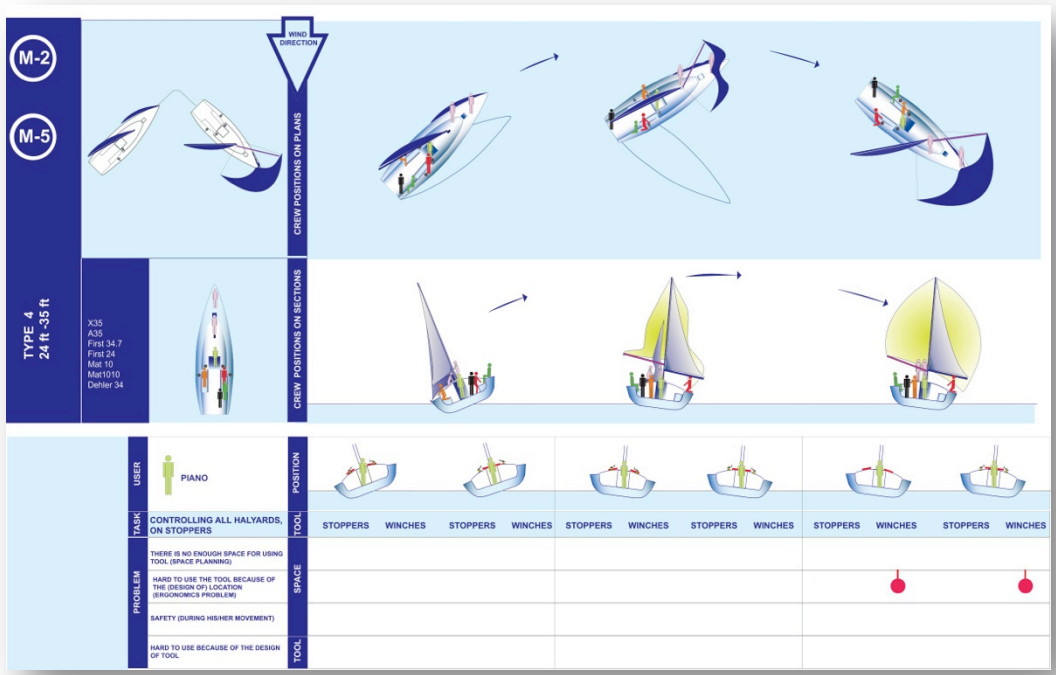 M-2
M-5
WIND
DIRECTION
CREW POSITIONS ON PLANS
TYPE 4
24 ft -35 ft
X35
A35
First 34.7
First 24
Mat 10
Mat1010
Dehler 34
CREW POSITIONS ON SECTIONS
USER
PIANO
POSITION
TASK
CONTROLLING ALL HALYARDS,
ON STOPPERS
TOOL
STOPPERS WINCHES STOPPERS WINCHES STOPPERS WINCHES STOPPERS WINCHES STOPPERS WINCHES STOPPERS WINCHES
PROBLEM
THERE IS NO ENOUGH SPACE FOR USING
TOOL (SPACE PLANNING)
HARD TO USE THE TOOL BECAUSE OF
THE (DESIGN OF) LOCATION
(ERGONOMICS PROBLEM)
SPACE
SAFETY (DURING HIS/HER MOVEMENT)
HARD TO USE BECAUSE OF THE DESIGN
OF TOOL
TOOL